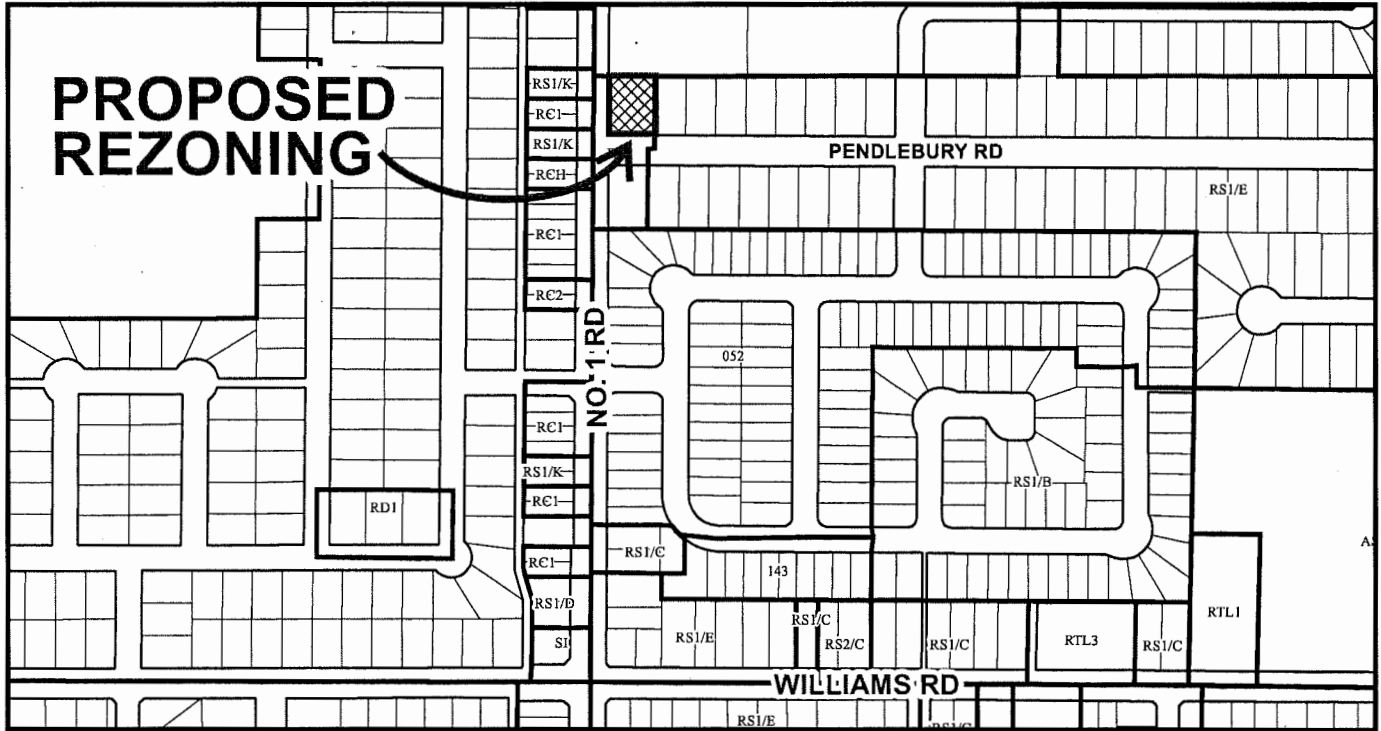 PROPOSED
REZONING
RS1/K
RC1
RS1/K
RCH
RC1
RC2
NO. 1 RD
PENDLEBURY RD
RS1/E
052
RC1
RS1/K
RC1
RD1
RS1/B
RS1/C
RC1
143
RS1/D
RS1/C
RTL1
RS1/E
RS2/C
RS1/C
RTL3
RS1/C
WILLIAMS RD
RS1/E